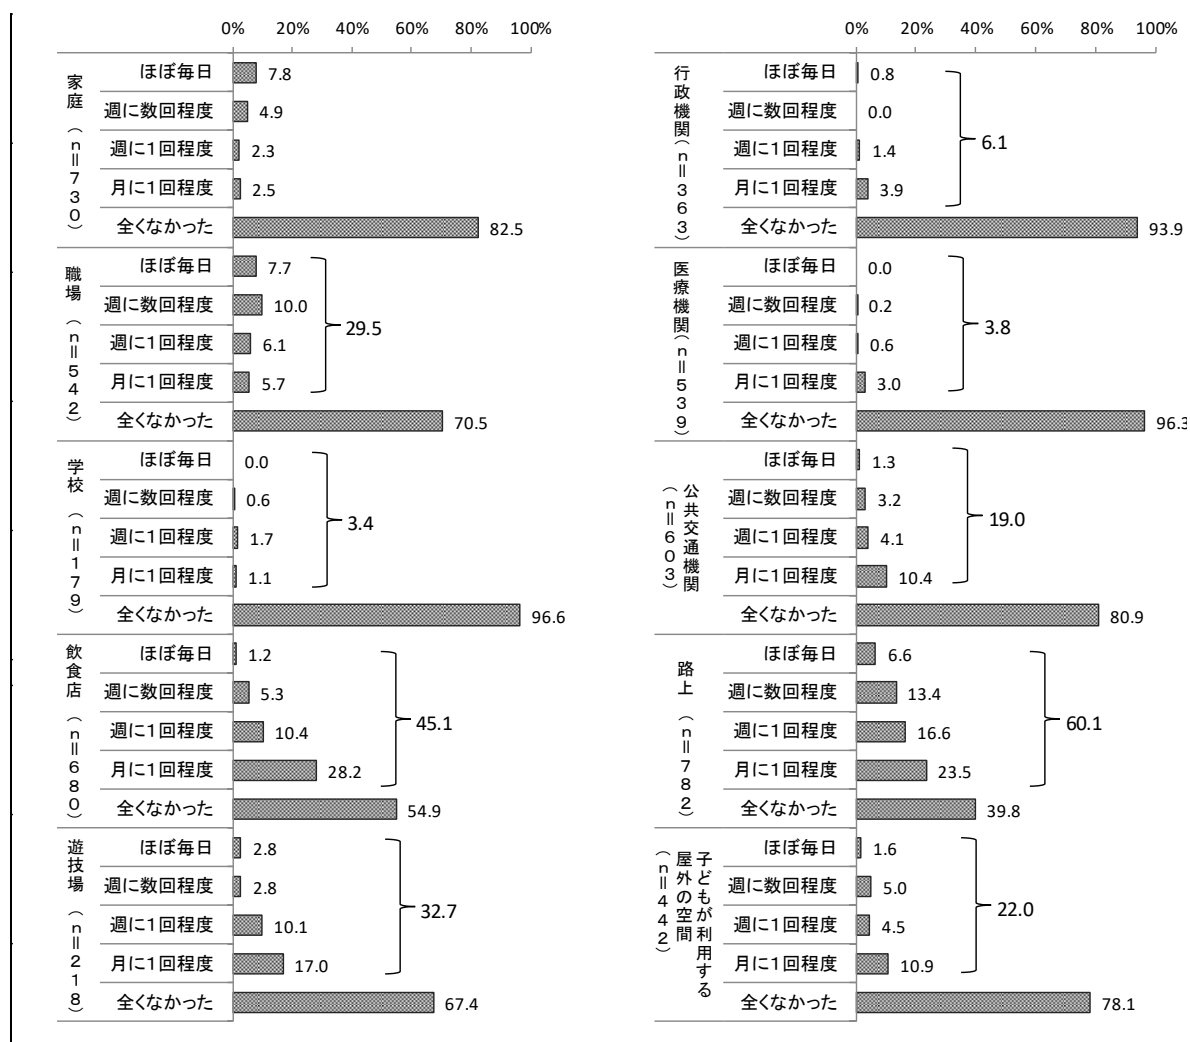 0% 20% 40% 60% 80% 100%
家庭(n=730)
ほぼ毎日 7.8
週に数回程度 4.9
週に1回程度 2.3
月に1回程度 2.5
全くなかった 82.5
職場(n=542)
ほぼ毎日 7.7
週に数回程度 10.0
週に1回程度 6.1
月に1回程度 5.7
全くなかった 70.5
29.5
学校(n=179)
ほぼ毎日 0.0
週に数回程度 0.6
週に1回程度 1.7
月に1回程度 1.1
全くなかった 96.6
3.4
飲食店(n=680)
ほぼ毎日 1.2
週に数回程度 5.3
週に1回程度 10.4
月に1回程度 28.2
全くなかった 54.9
45.1
遊技場(n=218)
ほぼ毎日 2.8
週に数回程度 2.8
週に1回程度 10.1
月に1回程度 17.0
全くなかった 67.4
32.7
0% 20% 40% 60% 80% 100%
行政機関(n=363)
ほぼ毎日 0.8
週に数回程度 0.0
週に1回程度 1.4
月に1回程度 3.9
全くなかった 93.9
6.1
医療機関(n=539)
ほぼ毎日 0.0
週に数回程度 0.2
週に1回程度 0.6
月に1回程度 3.0
全くなかった 96.3
3.8
公共交通機関
(n=603)
ほぼ毎日 1.3
週に数回程度 3.2
週に1回程度 4.1
月に1回程度 10.4
全くなかった 80.9
19.0
路上(n=782)
ほぼ毎日 6.6
週に数回程度 13.4
週に1回程度 16.6
月に1回程度 23.5
全くなかった 39.8
60.1
子どもが利用する
屋外の空間
(n=442)
ほぼ毎日 1.6
週に数回程度 5.0
週に1回程度 4.5
月に1回程度 10.9
全くなかった 78.1
22.0